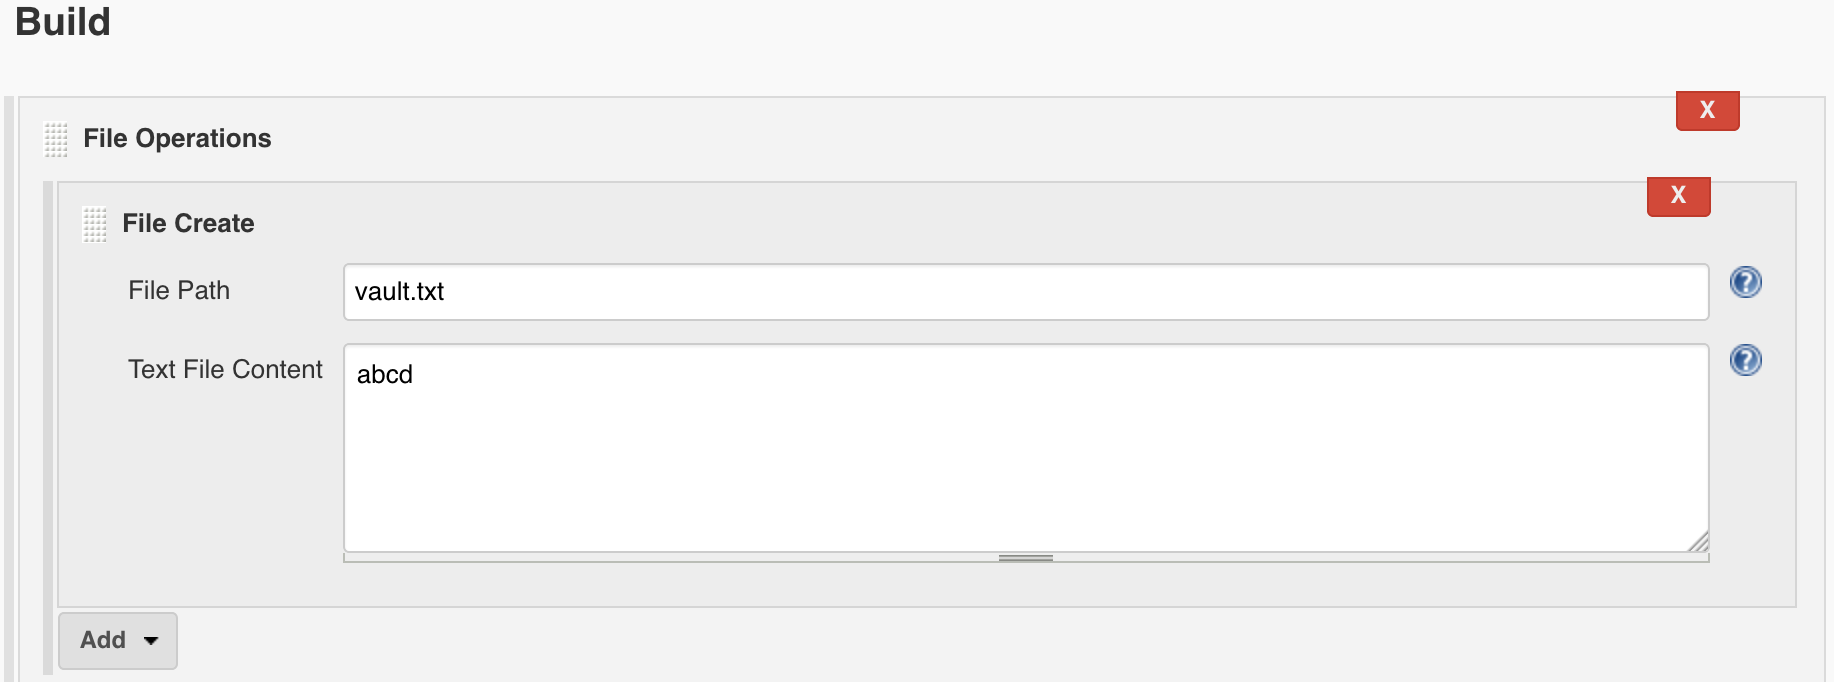 Build
X
File Operations
X
File Create
File Path
vault.txt
?
Text File Content
abcd
?
Add